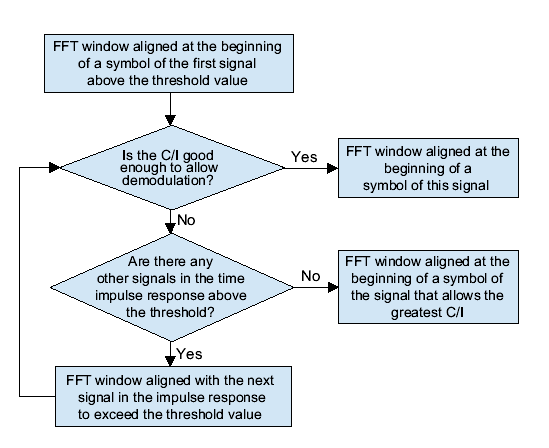 FFT window aligned at the beginning
of a symbol of the first signal
above the threshold value
Is the C/I good
enough to allow
demodulation?
Yes
FFT window aligned at the
beginning of a
symbol of this signal
No
Are there any
other signals in the time
impulse response above
the threshold?
No
FFT window aligned at the
beginning of a symbol of
the signal that allows the
greatest C/I
Yes
FFT window aligned with the next
signal in the impulse response
to exceed the threshold value